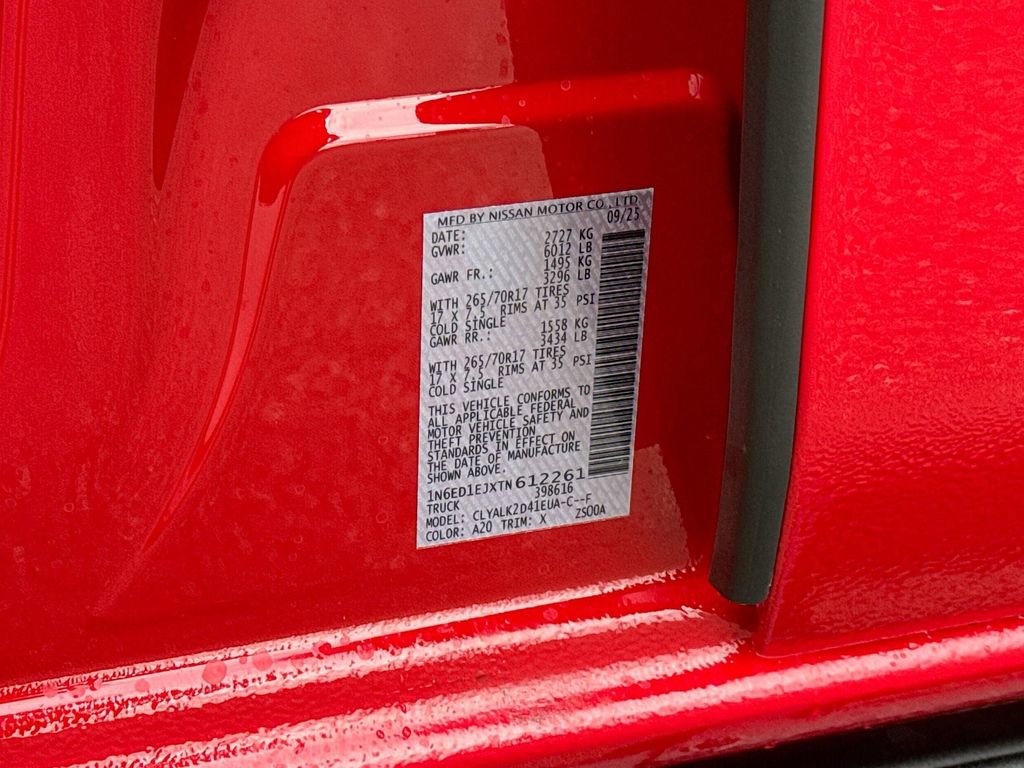 MFD BY NISSAN MOTOR CO.,LTD
DATE: 09/25
GVWR: 2727 KG
6012 LB
GAWR FR.: 1495 KG
3296 LB
WITH 265/70R17 TIRES
17 X 7.5 RIMS AT 35 PSI
COLD SINGLE
GAWR RR.: 1558 KG
3434 LB
WITH 265/70R17 TIRES
17 X 7.5 RIMS AT 35 PSI
COLD SINGLE
THIS VEHICLE CONFORMS TO
ALL APPLICABLE FEDERAL
MOTOR VEHICLE SAFETY AND
THEFT PREVENTION
STANDARDS IN EFFECT ON
THE DATE OF MANUFACTURE
SHOWN ABOVE.
1N6ED1EJXTN612261
TRUCK 398616
MODEL: CLYALK2D41EUA-C--F
COLOR: A20 TRIM: X ZS00A